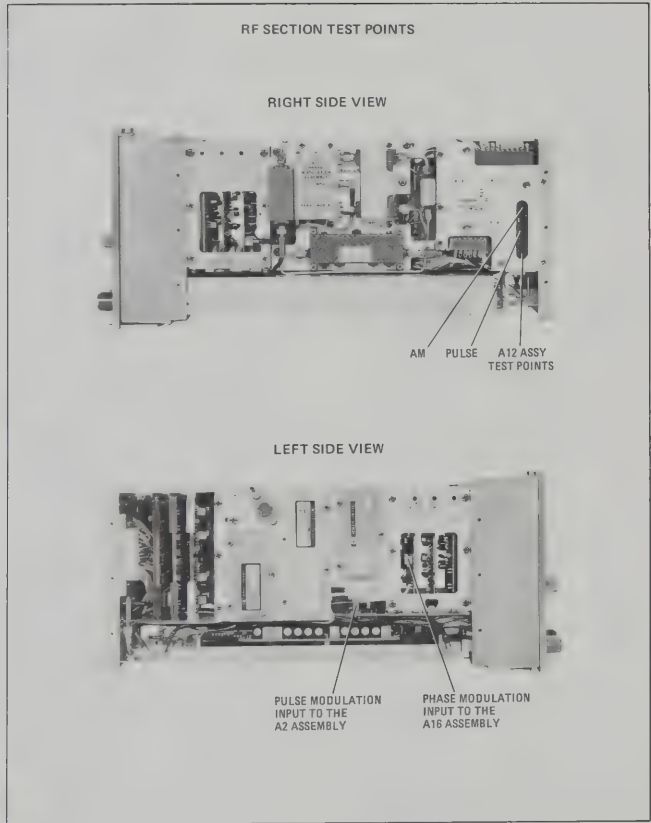 RF SECTION TEST POINTS
RIGHT SIDE VIEW
AM
PULSE
A12 ASSY
TEST POINTS
LEFT SIDE VIEW
PULSE MODULATION
INPUT TO THE
A2 ASSEMBLY
PHASE MODULATION
INPUT TO THE
A16 ASSEMBLY